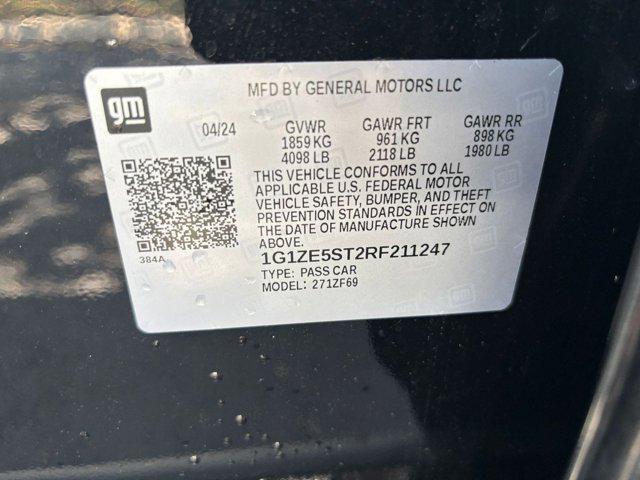 MFD BY GENERAL MOTORS LLC
gm
04/24 GVWR GAWR FRT GAWR RR
1859 KG 961 KG 898 KG
4098 LB 2118 LB 1980 LB
THIS VEHICLE CONFORMS TO ALL
APPLICABLE U.S. FEDERAL MOTOR
VEHICLE SAFETY, BUMPER, AND THEFT
PREVENTION STANDARDS IN EFFECT ON
THE DATE OF MANUFACTURE SHOWN
ABOVE.
384A
1G1ZE5ST2RF211247
TYPE: PASS CAR
MODEL: 271ZF69